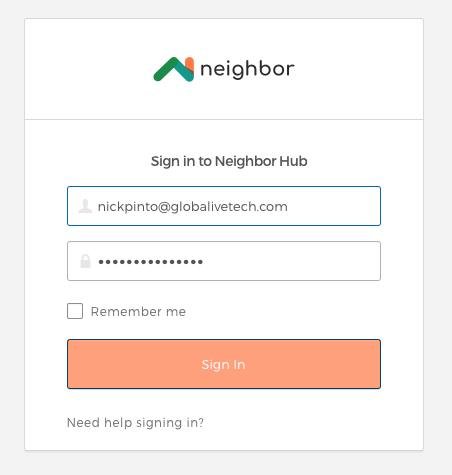 neighbor
Sign in to Neighbor Hub
nickpinto@globalivetech.com
•••••••••••••••
Remember me
Sign In
Need help signing in?